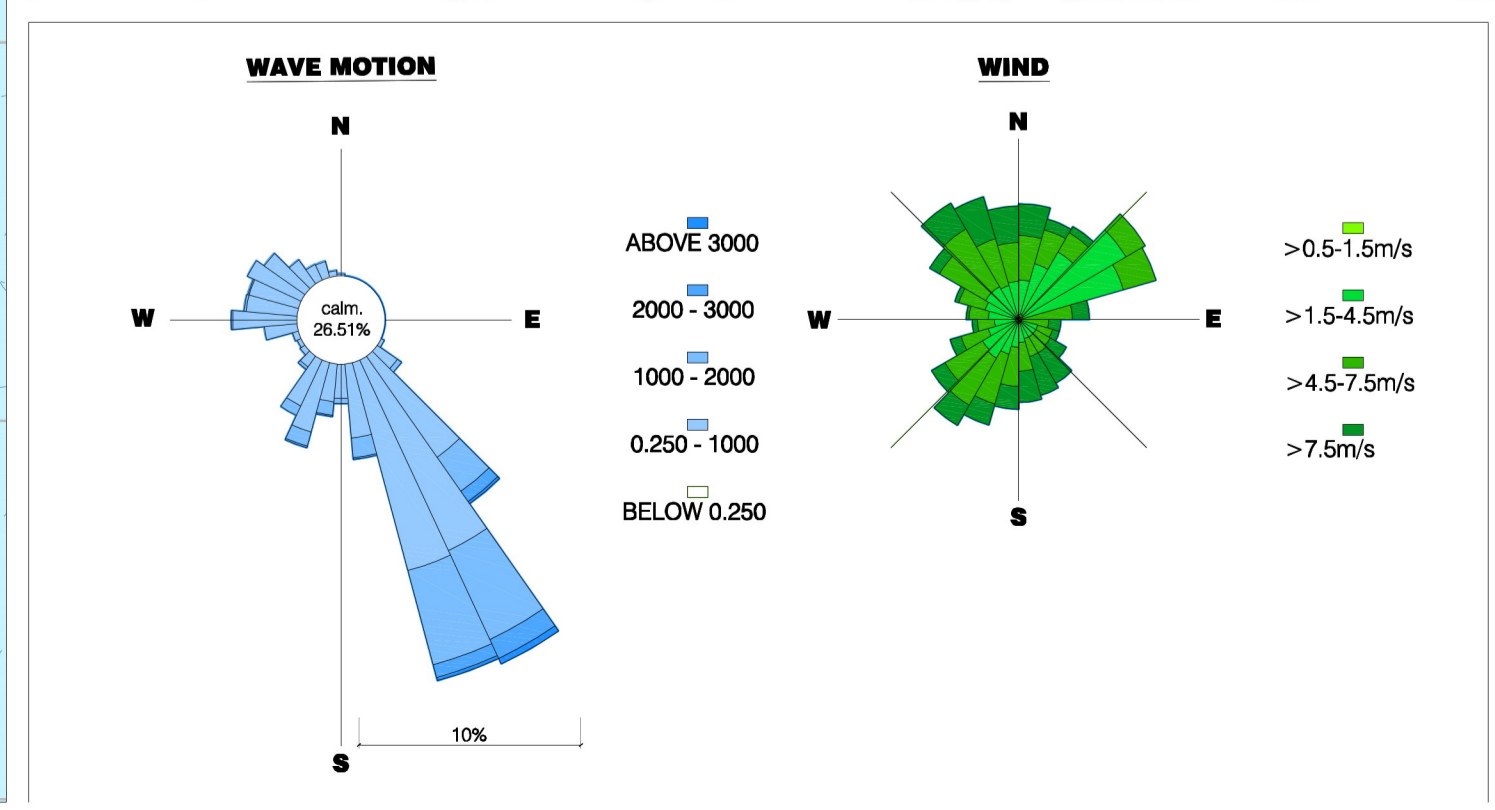 WAVE MOTION
N
W
calm.
26.51%
E
S
10%
ABOVE 3000
2000 - 3000
1000 - 2000
0.250 - 1000
BELOW 0.250
WIND
N
W
E
S
>0.5-1.5m/s
>1.5-4.5m/s
>4.5-7.5m/s
>7.5m/s